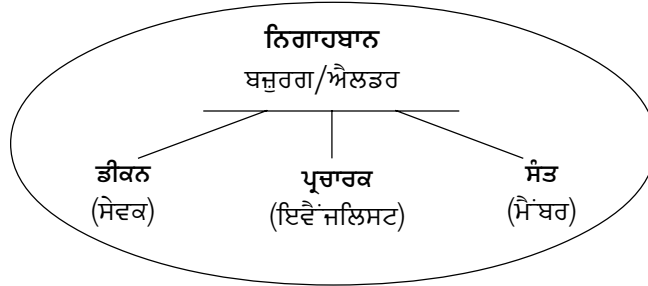 ਨਿਗਾਹਬਾਨ
ਬਜ਼ੁਰਗ/ਐਲਡਰ
ਡੀਕਨ ਪ੍ਰਚਾਰਕ ਸੰਤ
(ਸੇਵਕ) (ਇਵੈਂਜਲਿਸਟ) (ਮੈਂਬਰ)